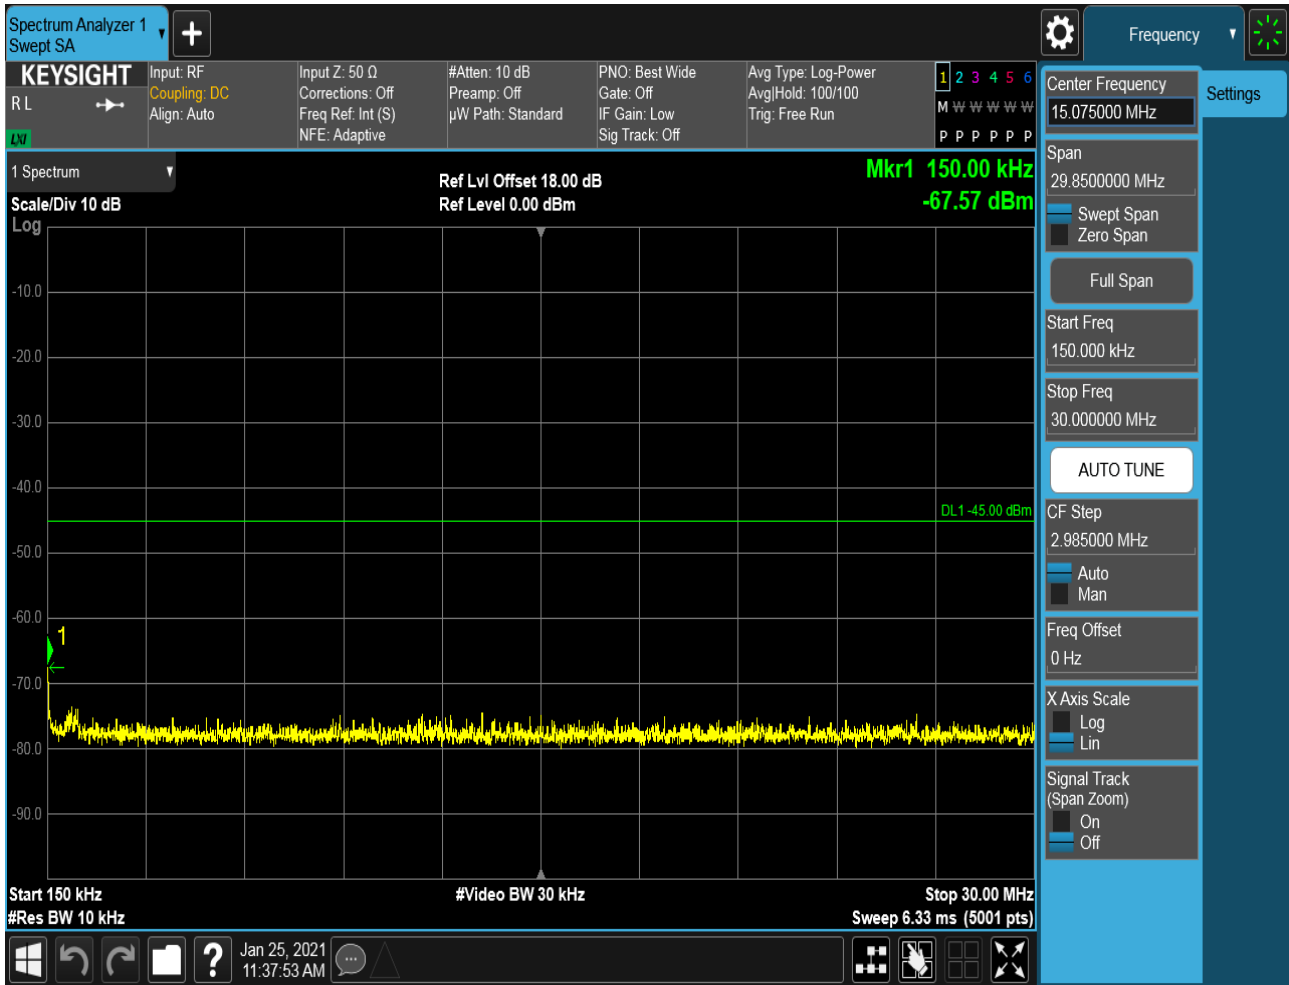 Spectrum Analyzer 1
Swept SA
Frequency
KEYSIGHT
R L
LXI
Input: RF
Coupling: DC
Align: Auto
Input Z: 50 Ω
Corrections: Off
Freq Ref: Int (S)
NFE: Adaptive
#Atten: 10 dB
Preamp: Off
µW Path: Standard
PNO: Best Wide
Gate: Off
IF Gain: Low
Sig Track: Off
Avg Type: Log-Power
Avg|Hold: 100/100
Trig: Free Run
1 2 3 4 5 6
M W W W W W
P P P P P P
1 Spectrum
Scale/Div 10 dB
Log
Ref Lvl Offset 18.00 dB
Ref Level 0.00 dBm
Mkr1 150.00 kHz
-67.57 dBm
-10.0
-20.0
-30.0
-40.0
DL1 -45.00 dBm
-50.0
-60.0
1
-70.0
-80.0
-90.0
Start 150 kHz
#Res BW 10 kHz
#Video BW 30 kHz
Stop 30.00 MHz
Sweep 6.33 ms (5001 pts)
?
Jan 25, 2021
11:37:53 AM
Center Frequency
15.075000 MHz
Span
29.8500000 MHz
Swept Span
Zero Span
Full Span
Start Freq
150.000 kHz
Stop Freq
30.000000 MHz
AUTO TUNE
CF Step
2.985000 MHz
Auto
Man
Freq Offset
0 Hz
X Axis Scale
Log
Lin
Signal Track
(Span Zoom)
On
Off
Settings